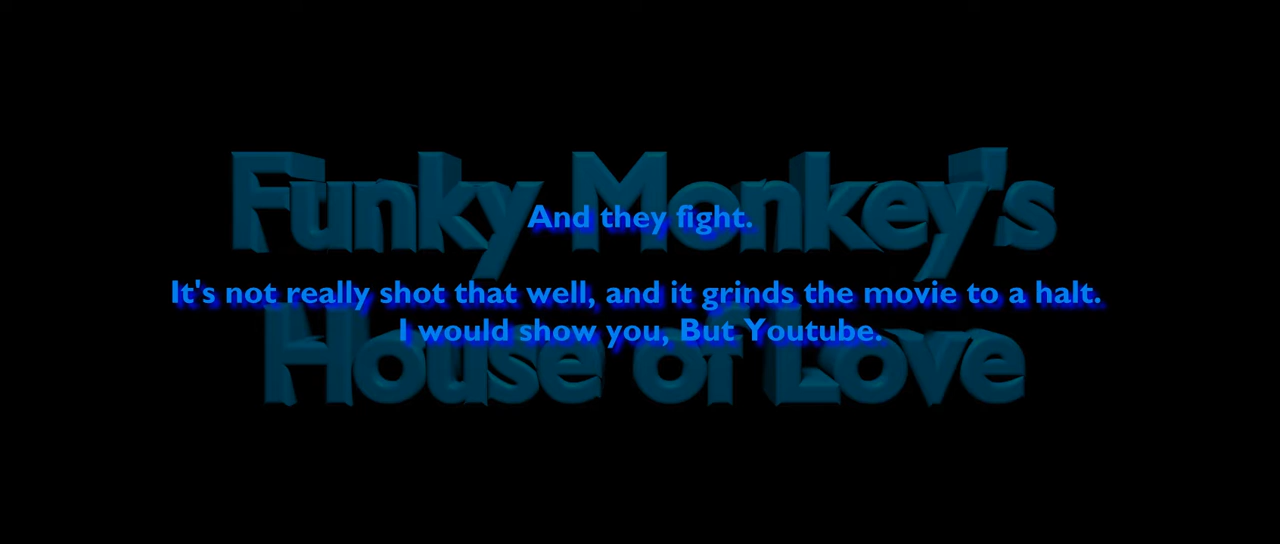 Funky Monkey's
And they fight.
It's not really shot that well, and it grinds the movie to a halt.
I would show you, But Youtube.
House of Love